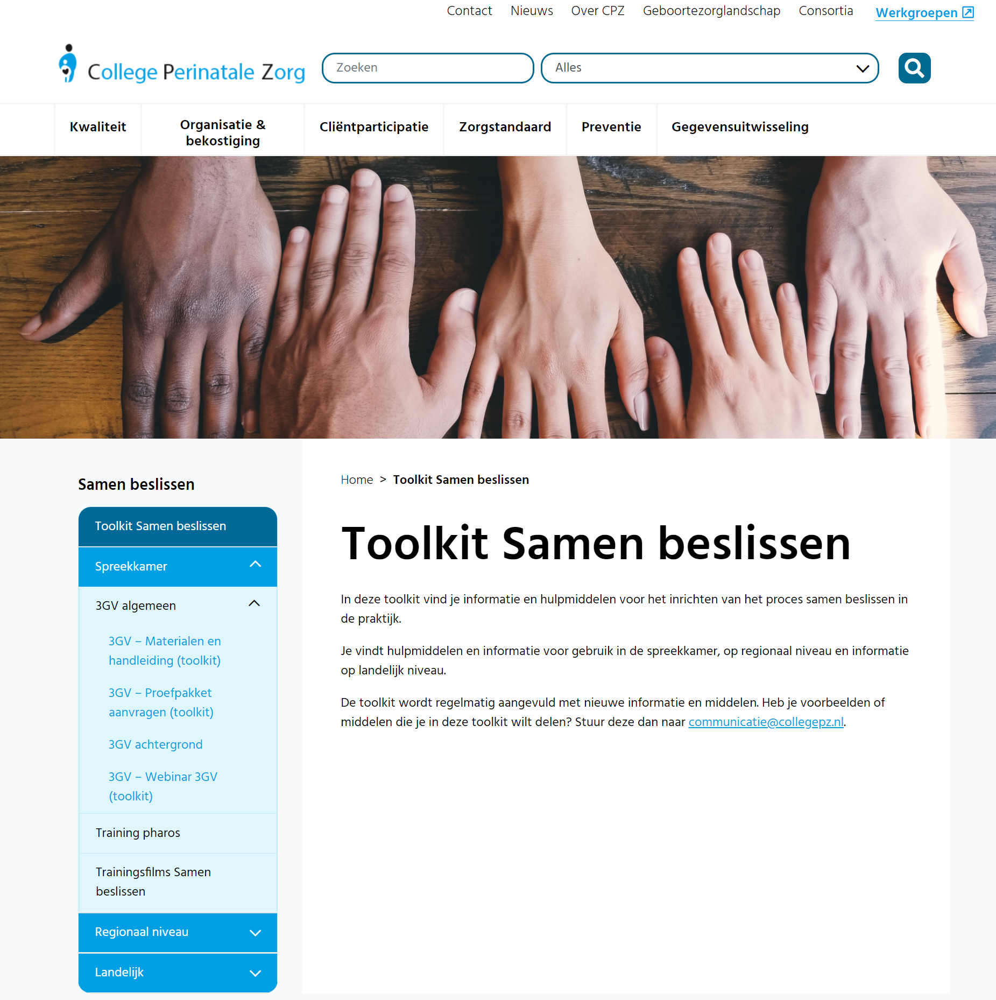 Contact Nieuws Over CPZ Geboortezorglandschap Consortia Werkgroepen
College Perinatale Zorg
Zoeken
Alles
Kwaliteit
Organisatie &
bekostiging
Cliëntparticipatie
Zorgstandaard
Preventie
Gegevensuitwisseling
Samen beslissen
Toolkit Samen beslissen
Spreekkamer
3GV algemeen
3GV – Materialen en
handleiding (toolkit)
3GV – Proefpakket
aanvragen (toolkit)
3GV achtergrond
3GV – Webinar 3GV
(toolkit)
Training pharos
Trainingsfilms Samen
beslissen
Regionaal niveau
Landelijk
Home > Toolkit Samen beslissen
Toolkit Samen beslissen
In deze toolkit vind je informatie en hulpmiddelen voor het inrichten van het proces samen beslissen in
de praktijk.
Je vindt hulpmiddelen en informatie voor gebruik in de spreekkamer, op regionaal niveau en informatie
op landelijk niveau.
De toolkit wordt regelmatig aangevuld met nieuwe informatie en middelen. Heb je voorbeelden of
middelen die je in deze toolkit wilt delen? Stuur deze dan naar communicatie@collegepz.nl.